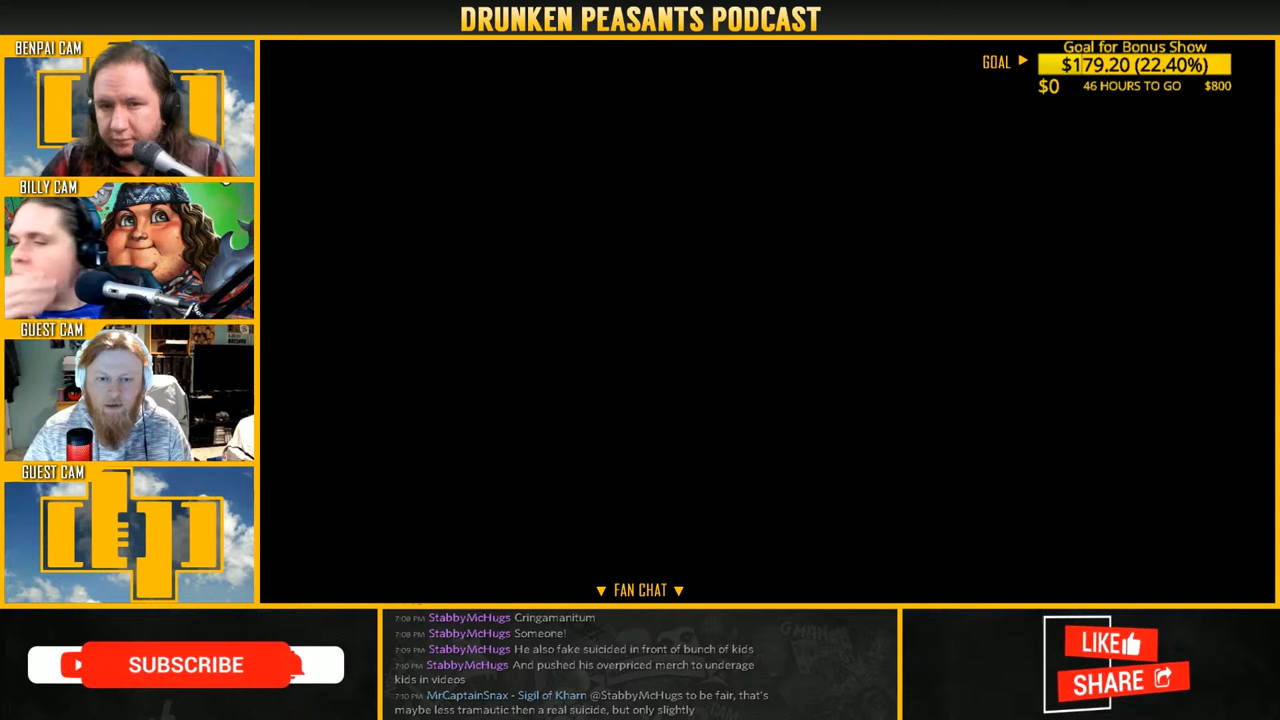 DRUNKEN PEASANTS PODCAST
BENPAI CAM
BILLY CAM
GUEST CAM
GUEST CAM
GOAL
Goal for Bonus Show
$179.20 (22.40%)
$0 46 HOURS TO GO $800
FAN CHAT
7:08 PM StabbyMcHugs Cringamanitum
7:08 PM StabbyMcHugs Someone!
7:09 PM StabbyMcHugs He also fake suicided in front of bunch of kids
7:10 PM StabbyMcHugs And pushed his overpriced merch to underage
kids in videos
7:10 PM MrCaptainSnax - Sigil of Kharn @StabbyMcHugs to be fair, that's
maybe less tramautic then a real suicide, but only slightly
SUBSCRIBE
LIKE
SHARE